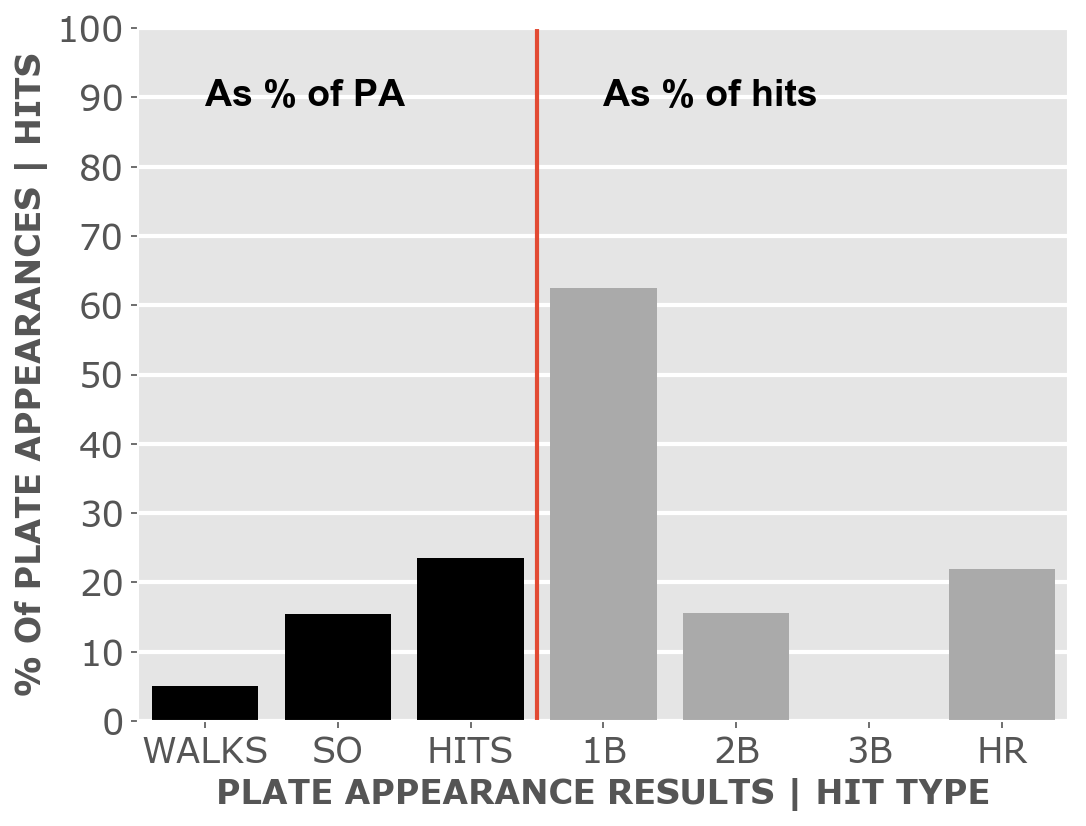 % Of PLATE APPEARANCES | HITS
100
90
80
70
60
50
40
30
20
10
0
As % of PA
As % of hits
WALKS SO HITS 1B 2B 3B HR
PLATE APPEARANCE RESULTS | HIT TYPE